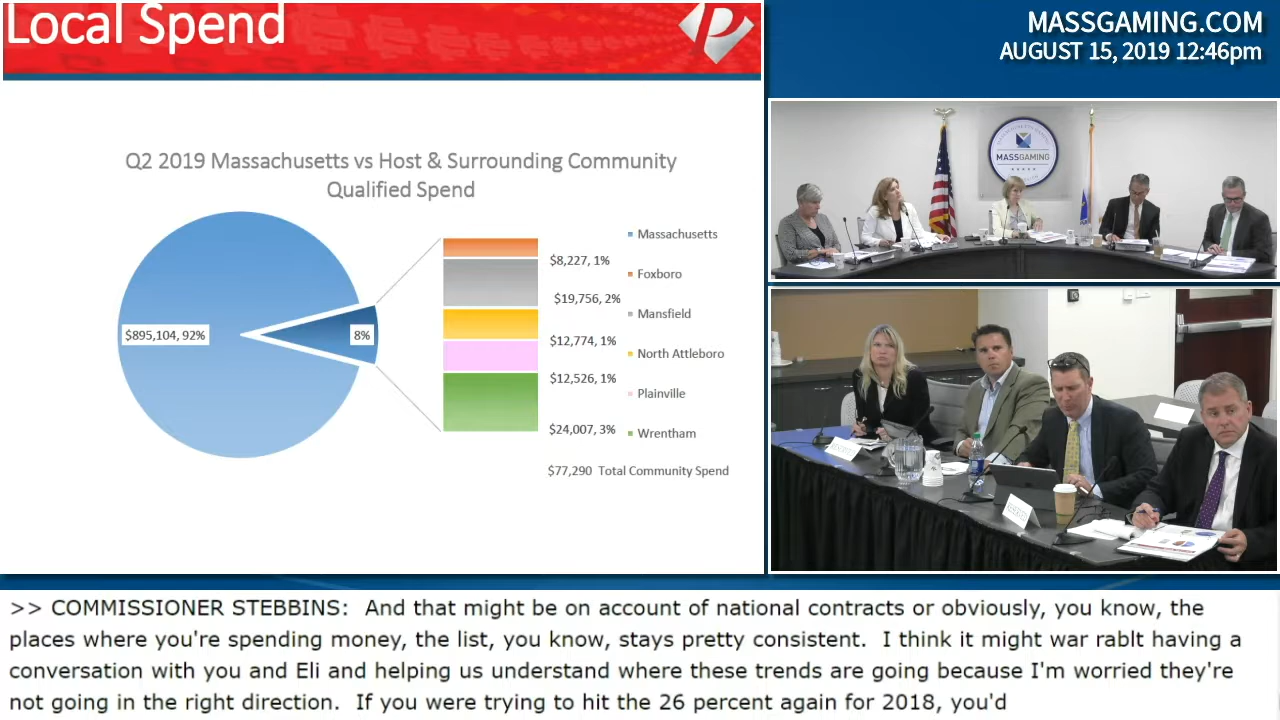 Local Spend
MASSGAMING.COM
AUGUST 15, 2019 12:46pm
Q2 2019 Massachusetts vs Host & Surrounding Community
Qualified Spend
$895,104, 92%
8%
$8,227, 1%
$19,756, 2%
$12,774, 1%
$12,526, 1%
$24,007, 3%
Massachusetts
Foxboro
Mansfield
North Attleboro
Plainville
Wrentham
$77,290 Total Community Spend
MASSGAMING
>> COMMISSIONER STEBBINS: And that might be on account of national contracts or obviously, you know, the
places where you're spending money, the list, you know, stays pretty consistent. I think it might war rablt having a
conversation with you and Eli and helping us understand where these trends are going because I'm worried they're
not going in the right direction. If you were trying to hit the 26 percent again for 2018, you'd